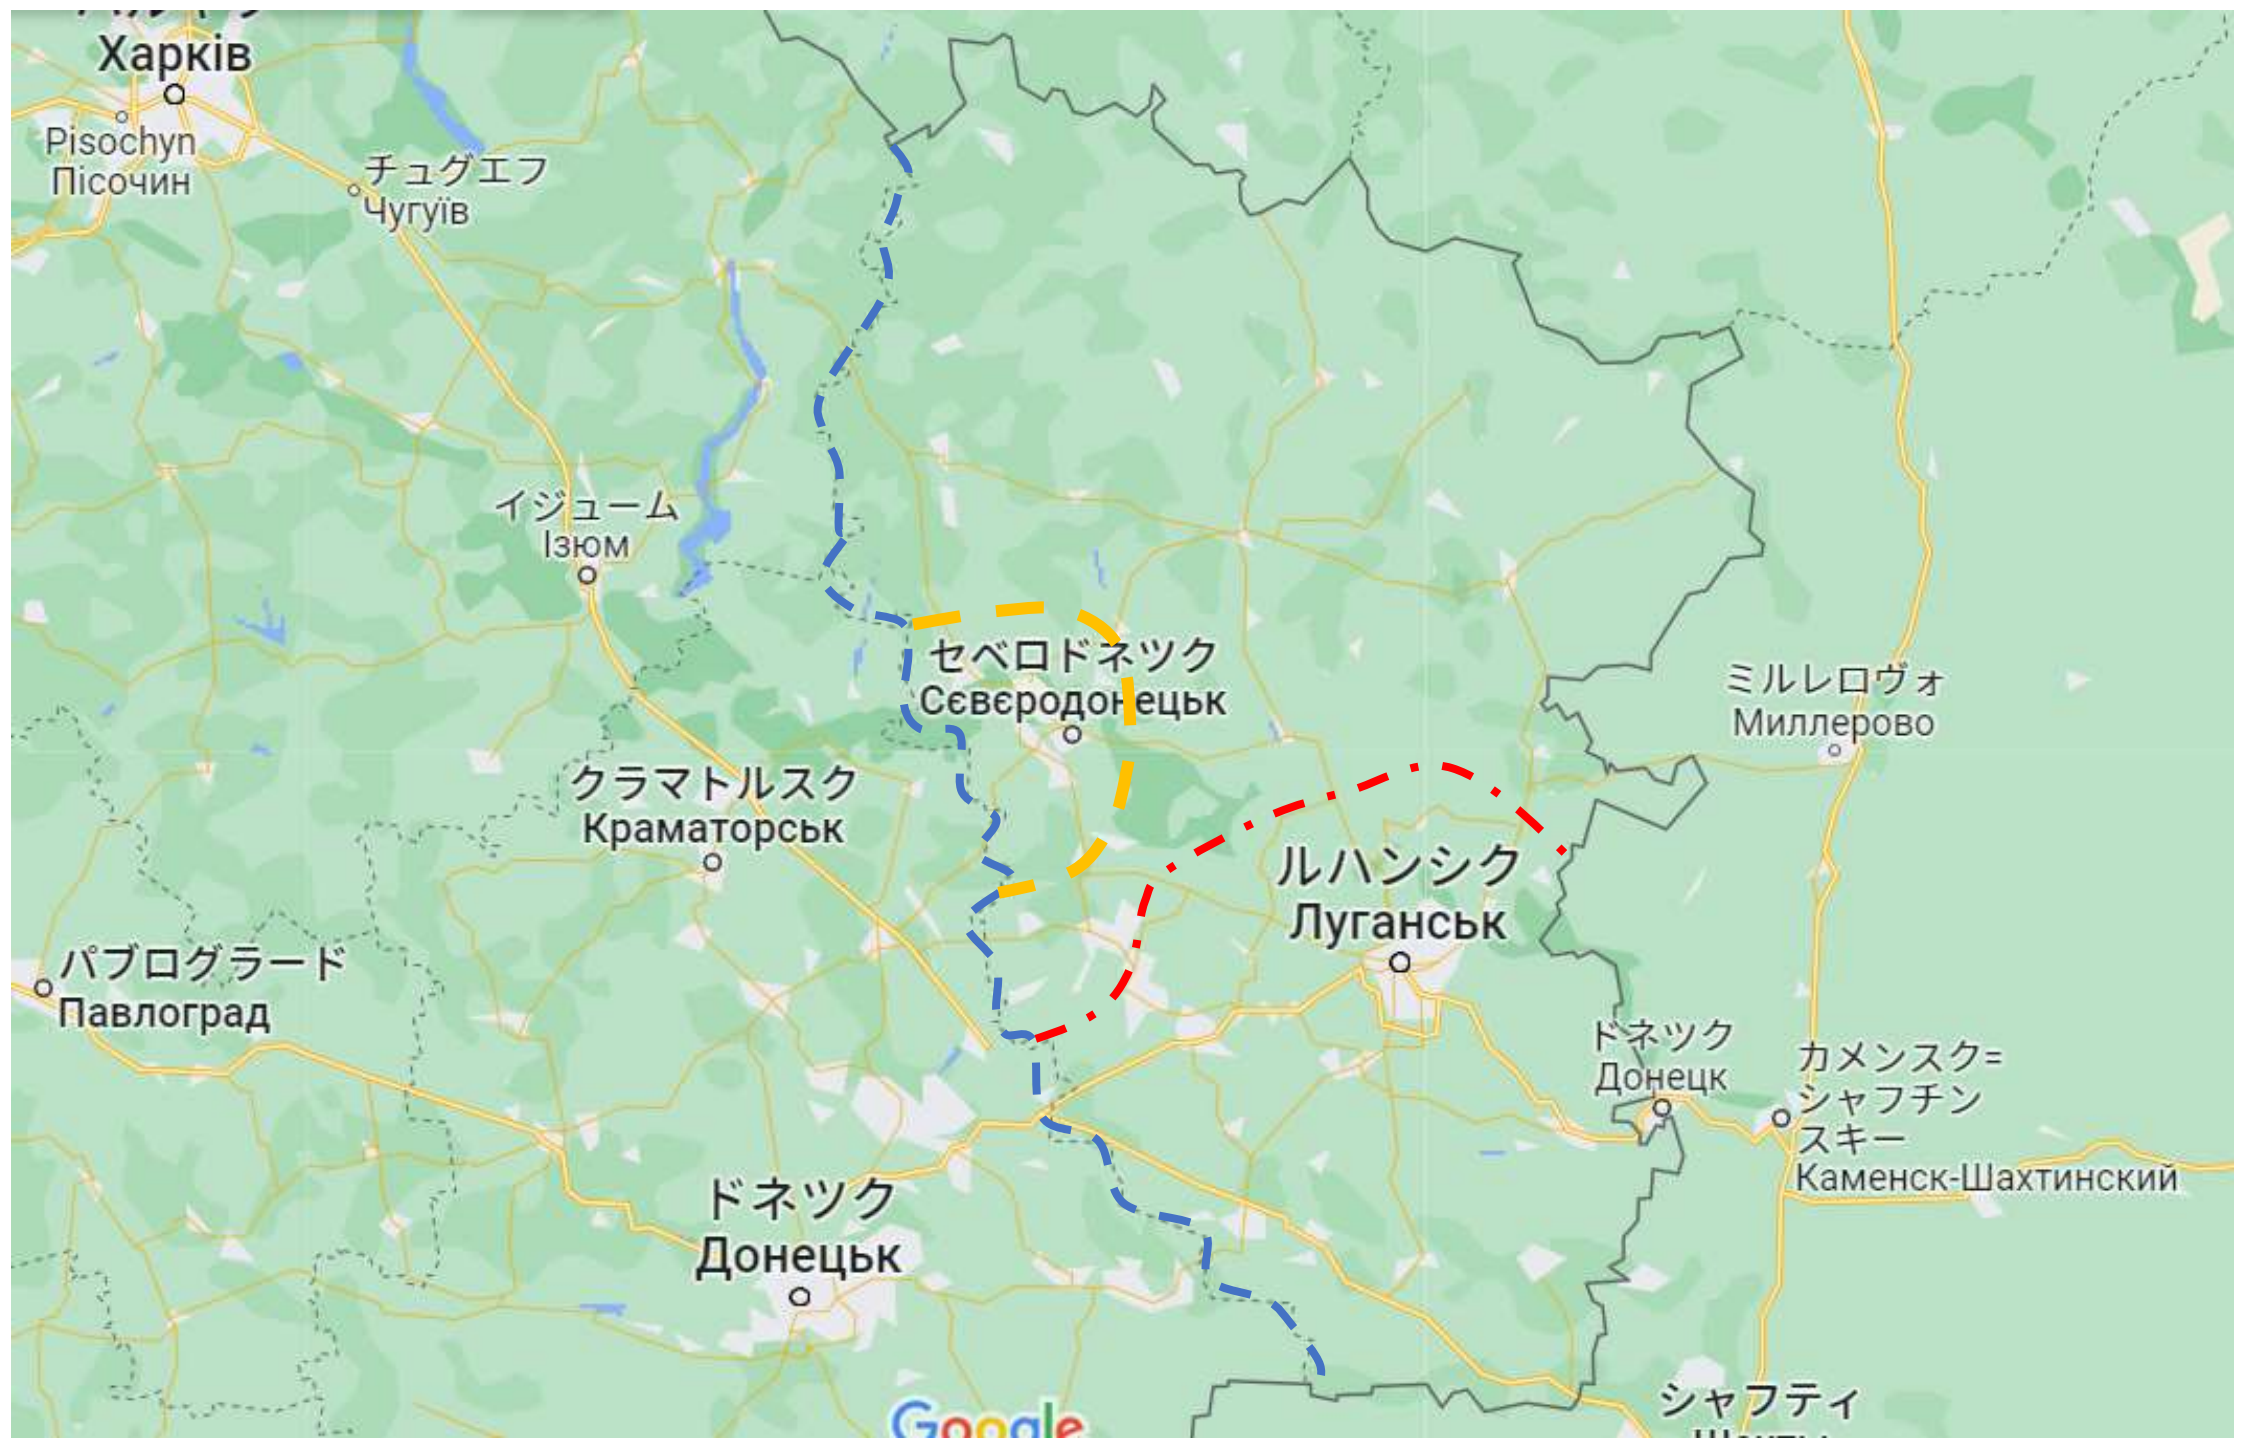 Харків
Pisochyn
Пісочин
チュグエフ
Чугуїв
イジューム
Ізюм
セベロドネツク
Сєвєродонецьк
ミルレロヴォ
Миллерово
クラマトルスク
Краматорськ
ルハンシク
Луганськ
パブログラード
Павлоград
ドネツク
Донецк
カメンスク=
シャフチン
スキー
Каменск-Шахтинский
ドネツク
Донецьк
シャフティ
Google